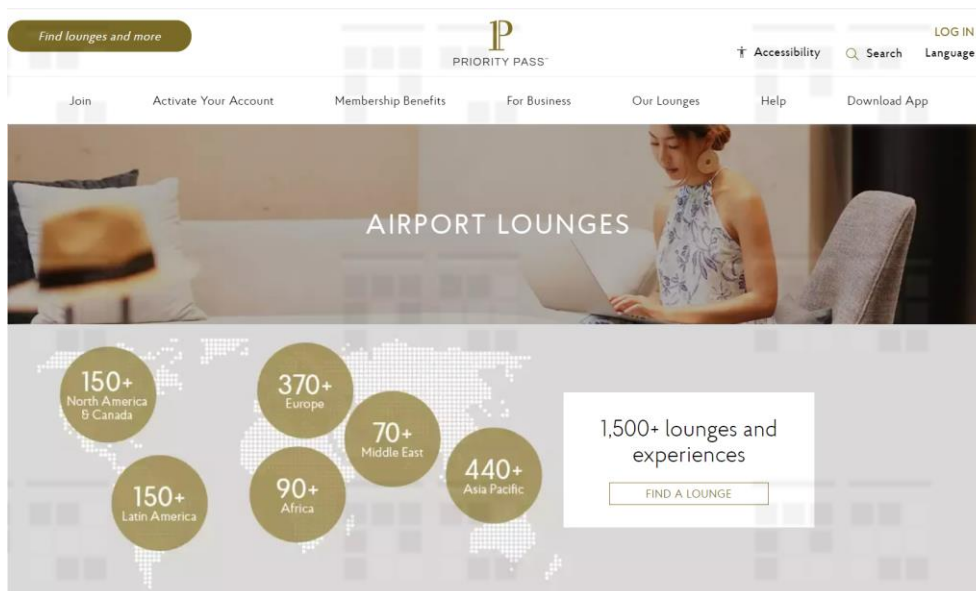 Find lounges and more
PRIORITY PASS™
LOG IN
Accessibility
Search
Language
Join
Activate Your Account
Membership Benefits
For Business
Our Lounges
Help
Download App
AIRPORT LOUNGES
150+
North America
& Canada
370+
Europe
70+
Middle East
440+
Asia Pacific
150+
Latin America
90+
Africa
1,500+ lounges and
experiences
FIND A LOUNGE